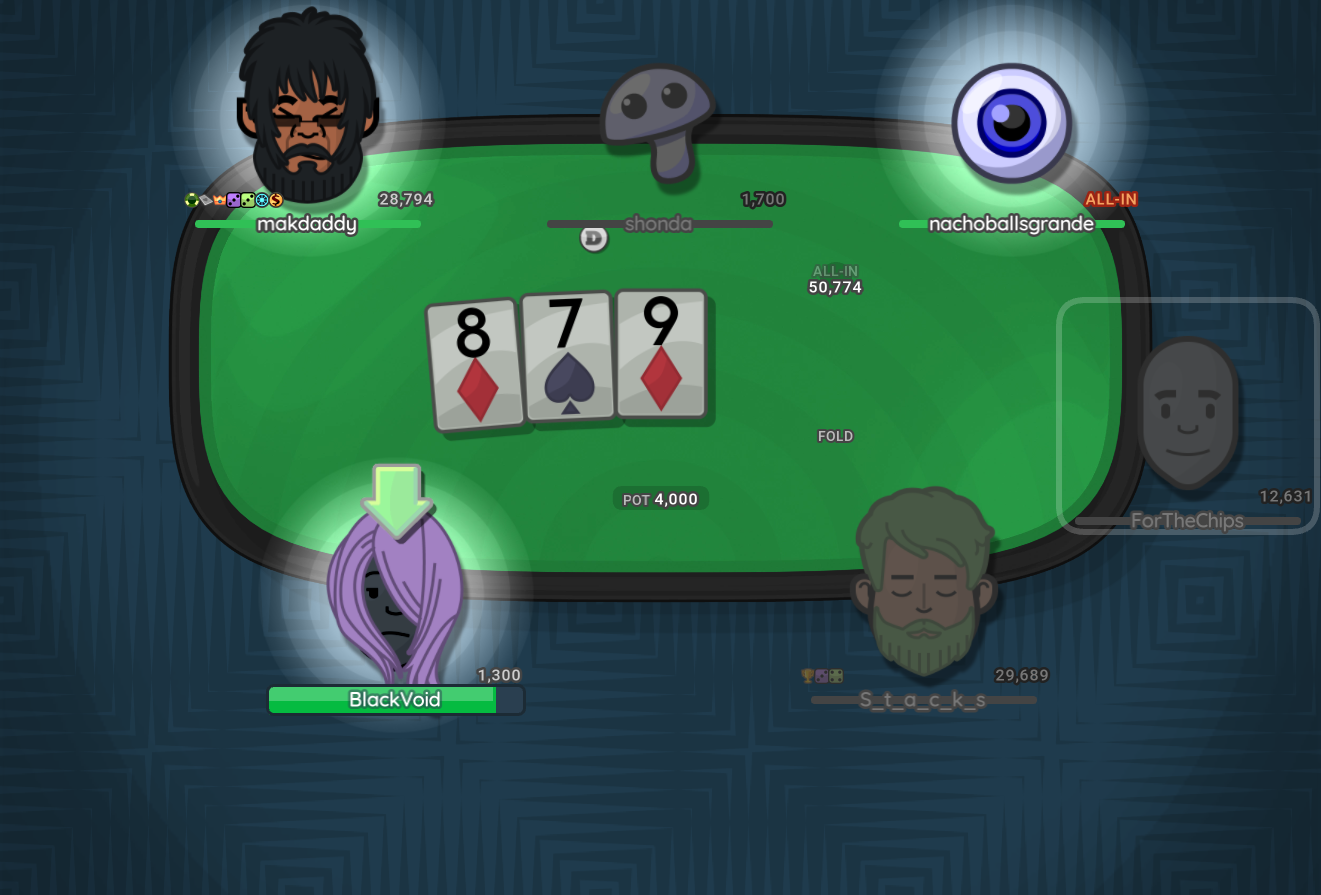 28,794
makdaddy
1,700
shonda
D
ALL-IN
nachoballsgrande
ALL-IN
50,774
8 7 9
FOLD
POT 4,000
12,631
ForTheChips
1,300
BlackVoid
29,689
S_t_a_c_k_s